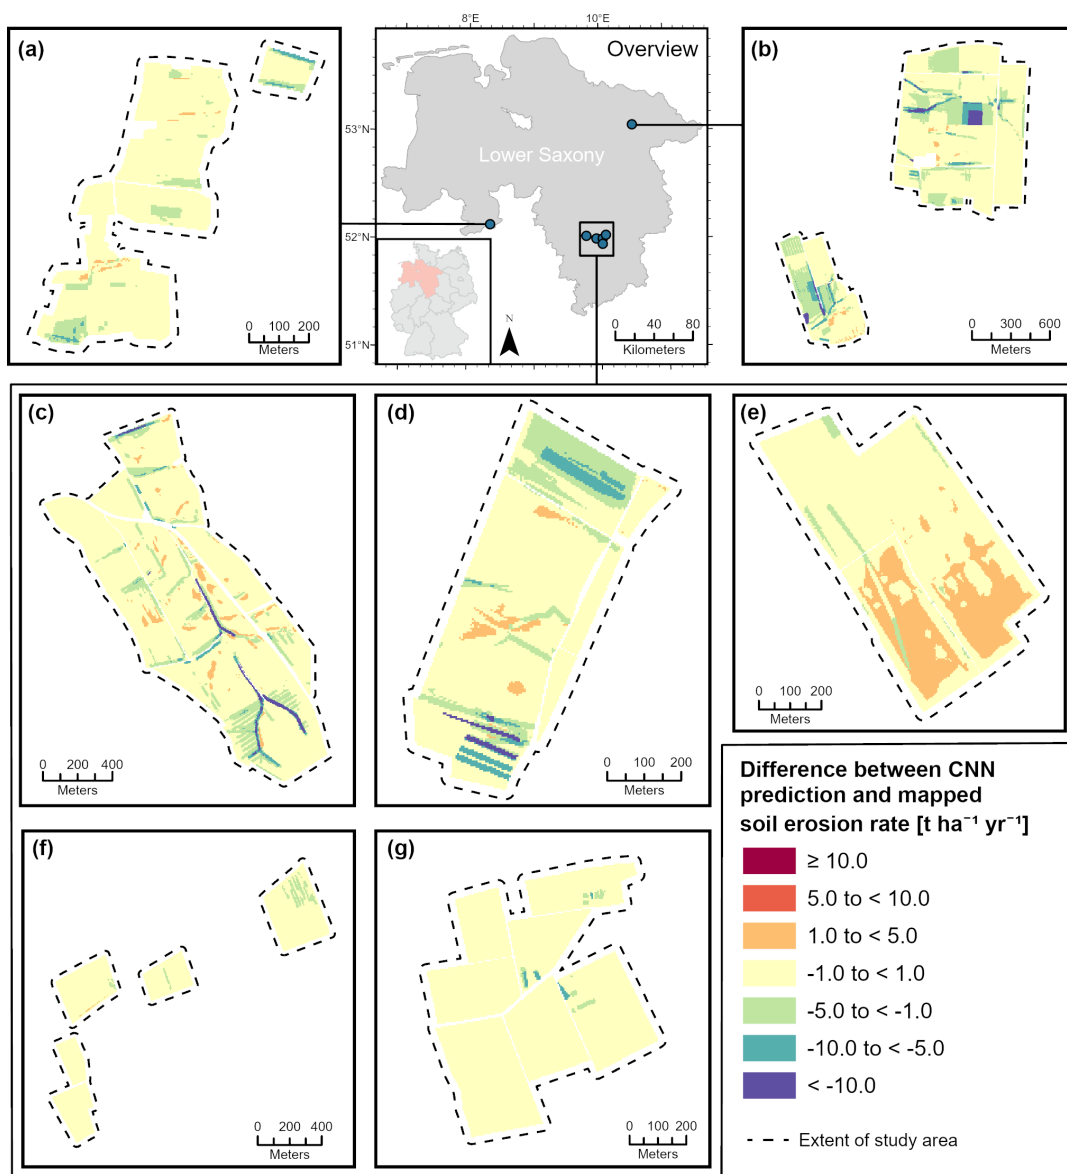 (a)
0 100 200
Meters
8°E
10°E
Overview
53°N
52°N
51°N
Lower Saxony
N
0 40 80
Kilometers
8°E
10°E
(b)
0 300 600
Meters
(c)
0 200 400
Meters
(d)
0 100 200
Meters
(e)
0 100 200
Meters
(f)
0 200 400
Meters
(g)
0 100 200
Meters
Difference between CNN
prediction and mapped
soil erosion rate [t ha⁻¹ yr⁻¹]
≥ 10.0
5.0 to < 10.0
1.0 to < 5.0
-1.0 to < 1.0
-5.0 to < -1.0
-10.0 to < -5.0
< -10.0
Extent of study area